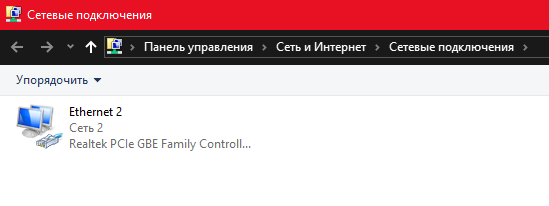 Сетевые подключения
Панель управления > Сеть и Интернет > Сетевые подключения >
Упорядочить
Ethernet 2
Сеть 2
Realtek PCIe GBE Family Controll...